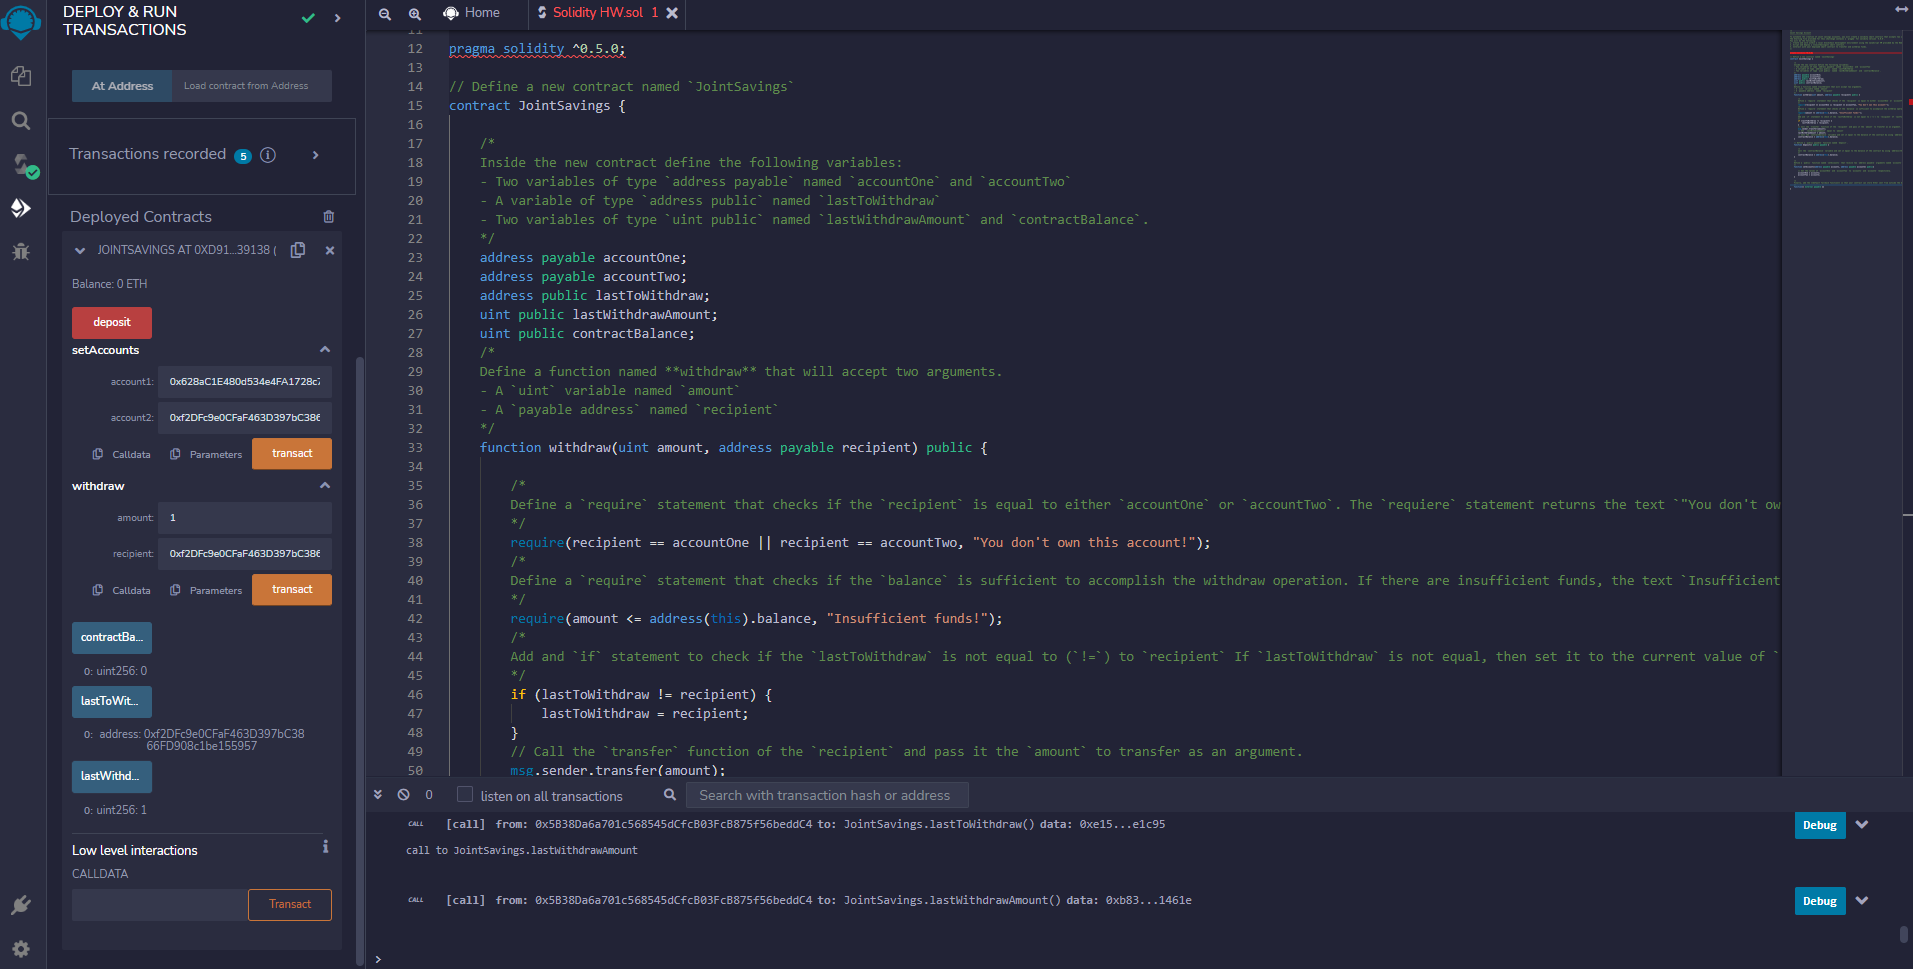 DEPLOY & RUN
TRANSACTIONS
At Address
Load contract from Address
Transactions recorded 5 i
Deployed Contracts
JOINTSAVINGS AT 0XD91...39138 (
Balance: 0 ETH
deposit
setAccounts
account1: 0x628aC1E480d534e4FA1728c7
account2: 0xf2DFc9e0CFaF463D397bC386
Calldata Parameters transact
withdraw
amount: 1
recipient: 0xf2DFc9e0CFaF463D397bC386
Calldata Parameters transact
contractBa...
0: uint256: 0
lastToWit...
0: address: 0xf2DFc9e0CFaF463D397bC38
66FD908c1be155957
lastWithd...
0: uint256: 1
Low level interactions i
CALLDATA
Transact
Home
Solidity HW.sol 1
11
12 pragma solidity ^0.5.0;
13
14 // Define a new contract named `JointSavings`
15 contract JointSavings {
16
17 /*
18 Inside the new contract define the following variables:
19 - Two variables of type `address payable` named `accountOne` and `accountTwo`
20 - A variable of type `address public` named `lastToWithdraw`
21 - Two variables of type `uint public` named `lastWithdrawAmount` and `contractBalance`.
22 */
23 address payable accountOne;
24 address payable accountTwo;
25 address public lastToWithdraw;
26 uint public lastWithdrawAmount;
27 uint public contractBalance;
28 /*
29 Define a function named **withdraw** that will accept two arguments.
30 - A `uint` variable named `amount`
31 - A `payable address` named `recipient`
32 */
33 function withdraw(uint amount, address payable recipient) public {
34
35 /*
36 Define a `require` statement that checks if the `recipient` is equal to either `accountOne` or `accountTwo`. The `requiere` statement returns the text `"You don't ow
37 */
38 require(recipient == accountOne || recipient == accountTwo, "You don't own this account!");
39 /*
40 Define a `require` statement that checks if the `balance` is sufficient to accomplish the withdraw operation. If there are insufficient funds, the text `Insufficient
41 */
42 require(amount <= address(this).balance, "Insufficient funds!");
43 /*
44 Add and `if` statement to check if the `lastToWithdraw` is not equal to (`!=`) to `recipient` If `lastToWithdraw` is not equal, then set it to the current value of `
45 */
46 if (lastToWithdraw != recipient) {
47 lastToWithdraw = recipient;
48 }
49 // Call the `transfer` function of the `recipient` and pass it the `amount` to transfer as an argument.
50 msg.sender.transfer(amount);
0 listen on all transactions Search with transaction hash or address
CALL [call] from: 0x5B38Da6a701c568545dCfcB03FcB875f56beddC4 to: JointSavings.lastToWithdraw() data: 0xe15...e1c95 Debug
call to JointSavings.lastWithdrawAmount
CALL [call] from: 0x5B38Da6a701c568545dCfcB03FcB875f56beddC4 to: JointSavings.lastWithdrawAmount() data: 0xb83...1461e Debug
>